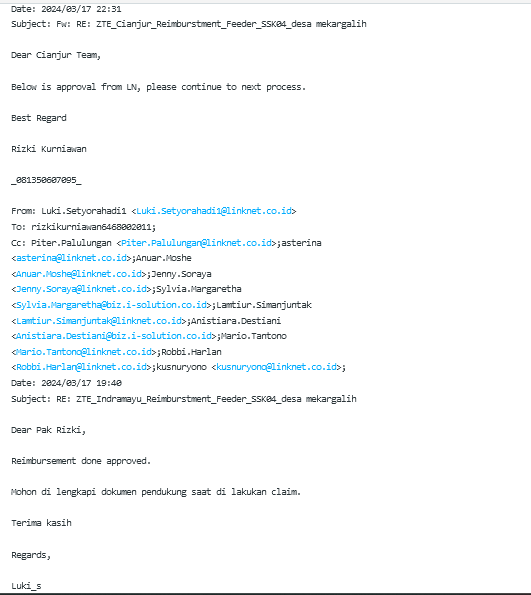 Date: 2024/03/17 22:31
Subject: Fw: RE: ZTE_Cianjur_Reimburstment_Feeder_SSK04_desa mekargalih
Dear Cianjur Team,
Below is approval from LN, please continue to next process.
Best Regard
Rizki Kurniawan
_081350607095_
From: Luki.Setyorahadi1 <Luki.Setyorahadi1@linknet.co.id>
To: rizkikurniawan6468002011;
Cc: Piter.Palulungan <Piter.Palulungan@linknet.co.id>;asterina
<asterina@linknet.co.id>;Anuar.Moshe
<Anuar.Moshe@linknet.co.id>;Jenny.Soraya
<Jenny.Soraya@linknet.co.id>;Sylvia.Margaretha
<Sylvia.Margaretha@biz.i-solution.co.id>;Lamtiur.Simanjuntak
<Lamtiur.Simanjuntak@linknet.co.id>;Anistiara.Destiani
<Anistiara.Destiani@biz.i-solution.co.id>;Mario.Tantono
<Mario.Tantono@linknet.co.id>;Robbi.Harlan
<Robbi.Harlan@linknet.co.id>;kusnuryono <kusnuryono@linknet.co.id>;
Date: 2024/03/17 19:40
Subject: RE: ZTE_Indramayu_Reimburstment_Feeder_SSK04_desa mekargalih
Dear Pak Rizki,
Reimbursement done approved.
Mohon di lengkapi dokumen pendukung saat di lakukan claim.
Terima kasih
Regards,
Luki_s